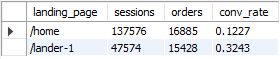 landing_page sessions orders conv_rate
/home 137576 16885 0.1227
/lander-1 47574 15428 0.3243